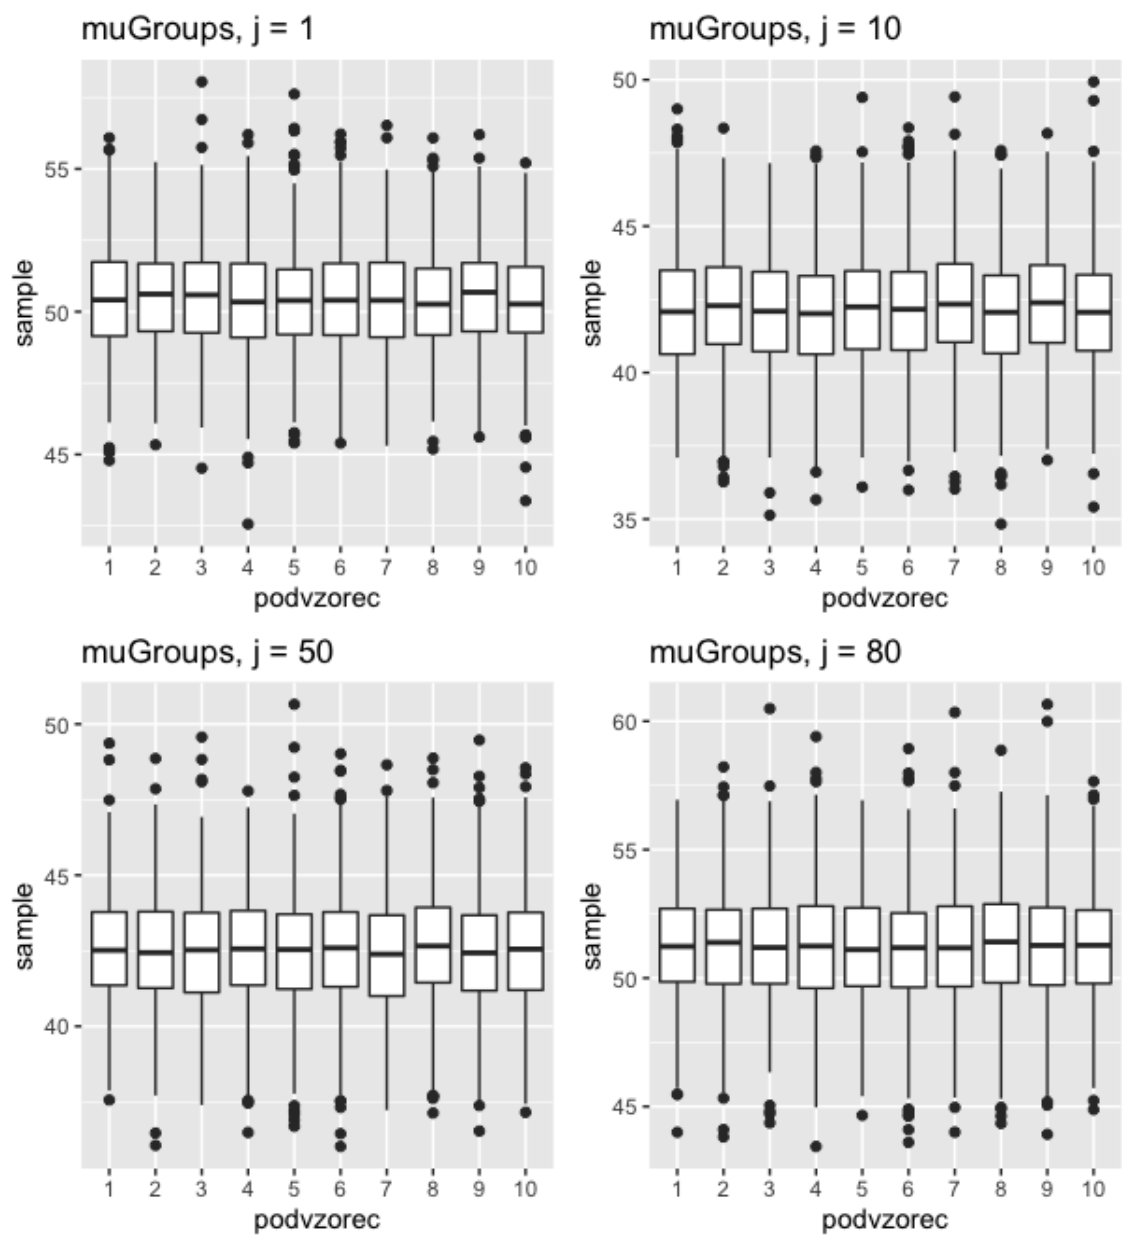 muGroups, j = 1
sample
55
50
45
1 2 3 4 5 6 7 8 9 10
podvzorec
muGroups, j = 10
sample
50
45
40
35
1 2 3 4 5 6 7 8 9 10
podvzorec
muGroups, j = 50
sample
50
45
40
1 2 3 4 5 6 7 8 9 10
podvzorec
muGroups, j = 80
sample
60
55
50
45
1 2 3 4 5 6 7 8 9 10
podvzorec